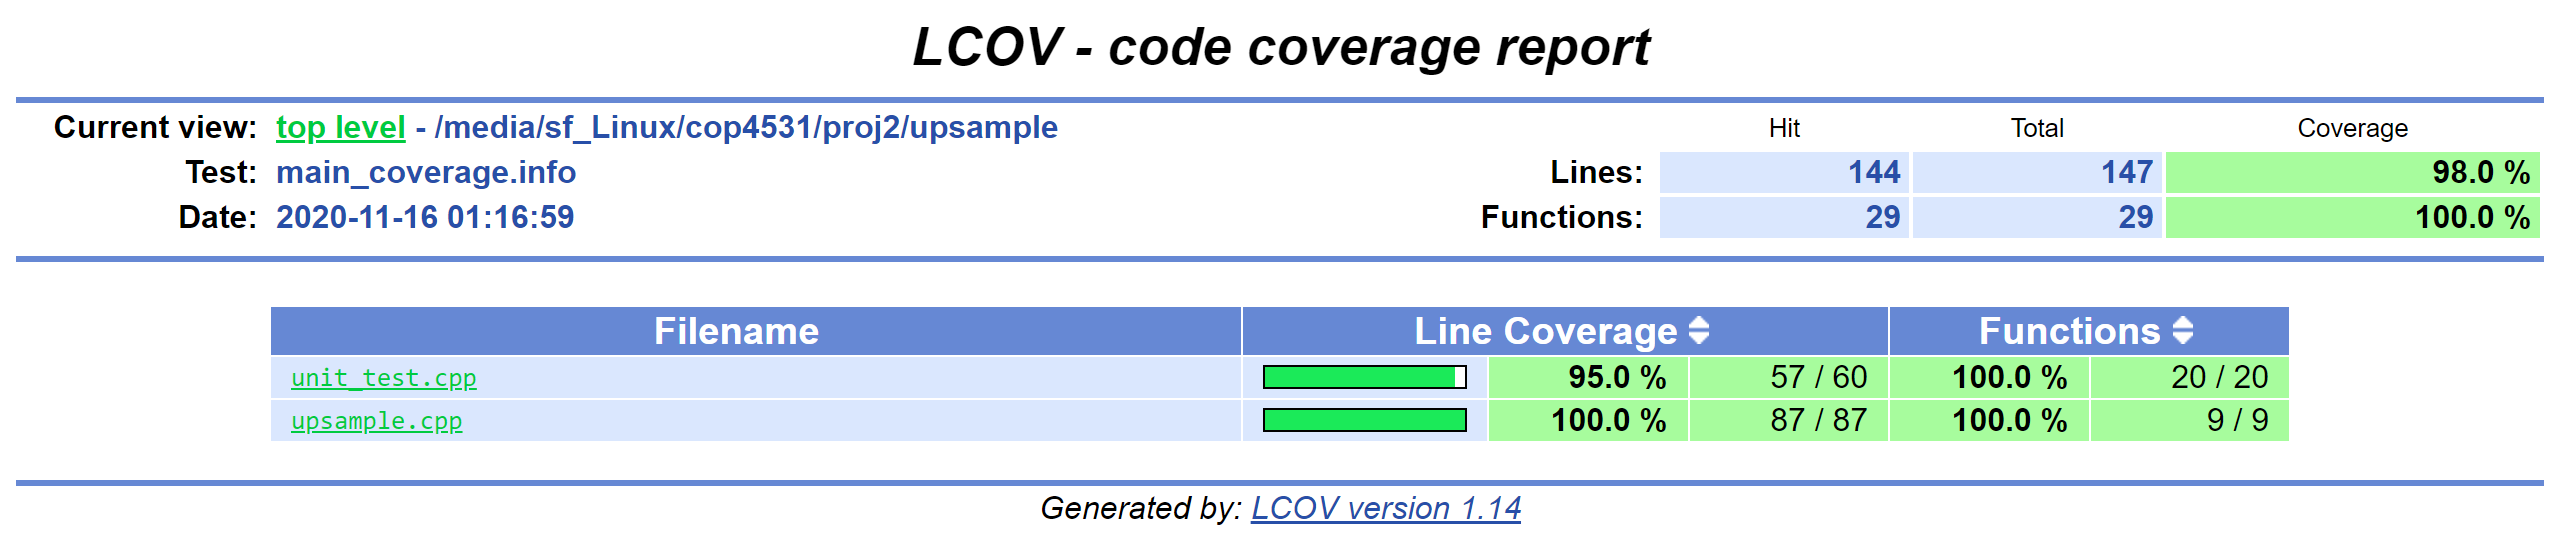 LCOV - code coverage report
Current view: top level - /media/sf_Linux/cop4531/proj2/upsample Hit Total Coverage
Test: main_coverage.info Lines: 144 147 98.0 %
Date: 2020-11-16 01:16:59 Functions: 29 29 100.0 %
Filename Line Coverage Functions
unit_test.cpp 95.0 % 57 / 60 100.0 % 20 / 20
upsample.cpp 100.0 % 87 / 87 100.0 % 9 / 9
Generated by: LCOV version 1.14